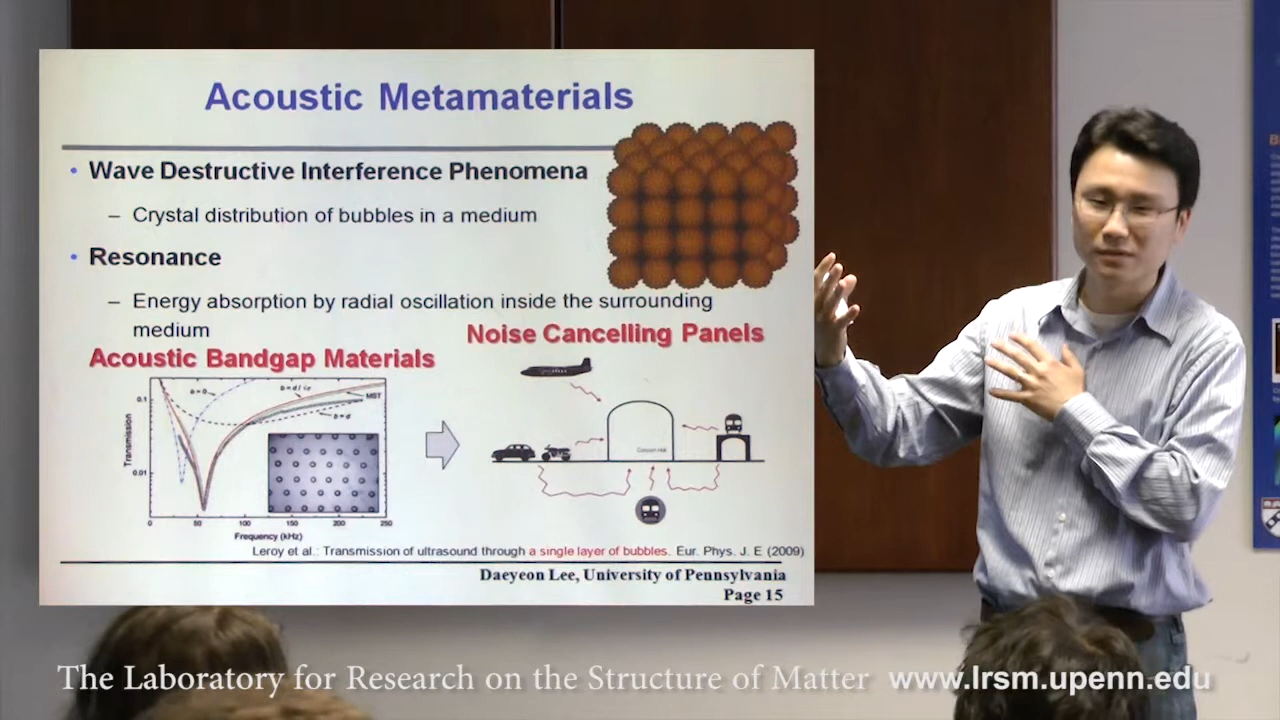 Acoustic Metamaterials
• Wave Destructive Interference Phenomena
– Crystal distribution of bubbles in a medium
• Resonance
– Energy absorption by radial oscillation inside the surrounding
medium
Noise Cancelling Panels
Acoustic Bandgap Materials
Transmission
0.1
0.01
b=0
MST
b=d
0
50
100
150
200
250
Frequency (kHz)
Concert Hall
Leroy et al.: Transmission of ultrasound through a single layer of bubbles. Eur. Phys. J. E (2009)
Daeyeon Lee, University of Pennsylvania
Page 15
The Laboratory for Research on the Structure of Matter www.lrsm.upenn.edu